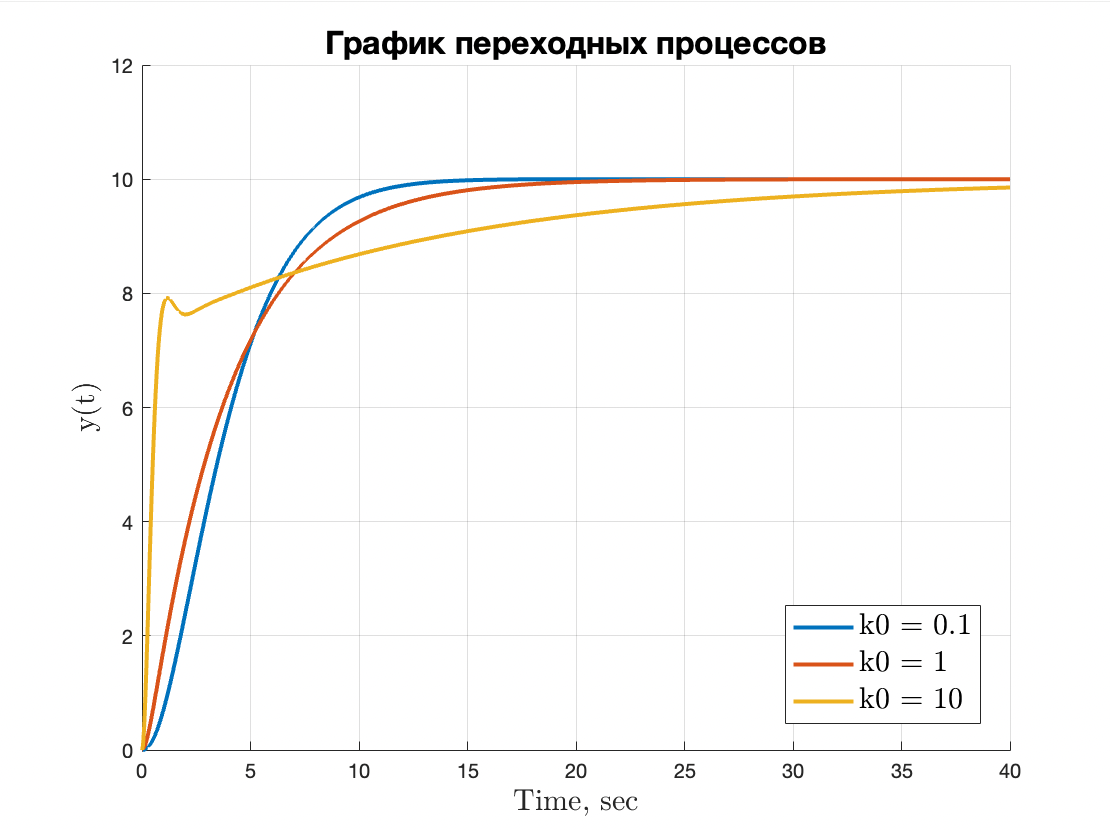 График переходных процессов
12
10
8
6
4
2
0
y(t)
0 5 10 15 20 25 30 35 40
Time, sec
k0 = 0.1
k0 = 1
k0 = 10